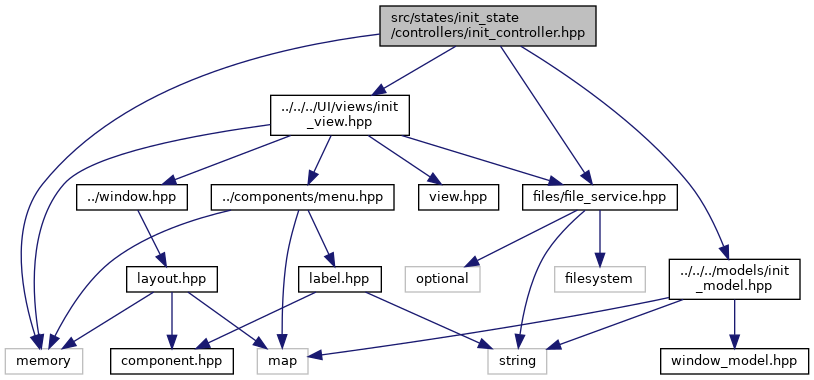 src/states/init_state
/controllers/init_controller.hpp
../../../UI/views/init
_view.hpp
../window.hpp
../components/menu.hpp
view.hpp
files/file_service.hpp
layout.hpp
label.hpp
optional
filesystem
../../../models/init
_model.hpp
memory
component.hpp
map
string
window_model.hpp